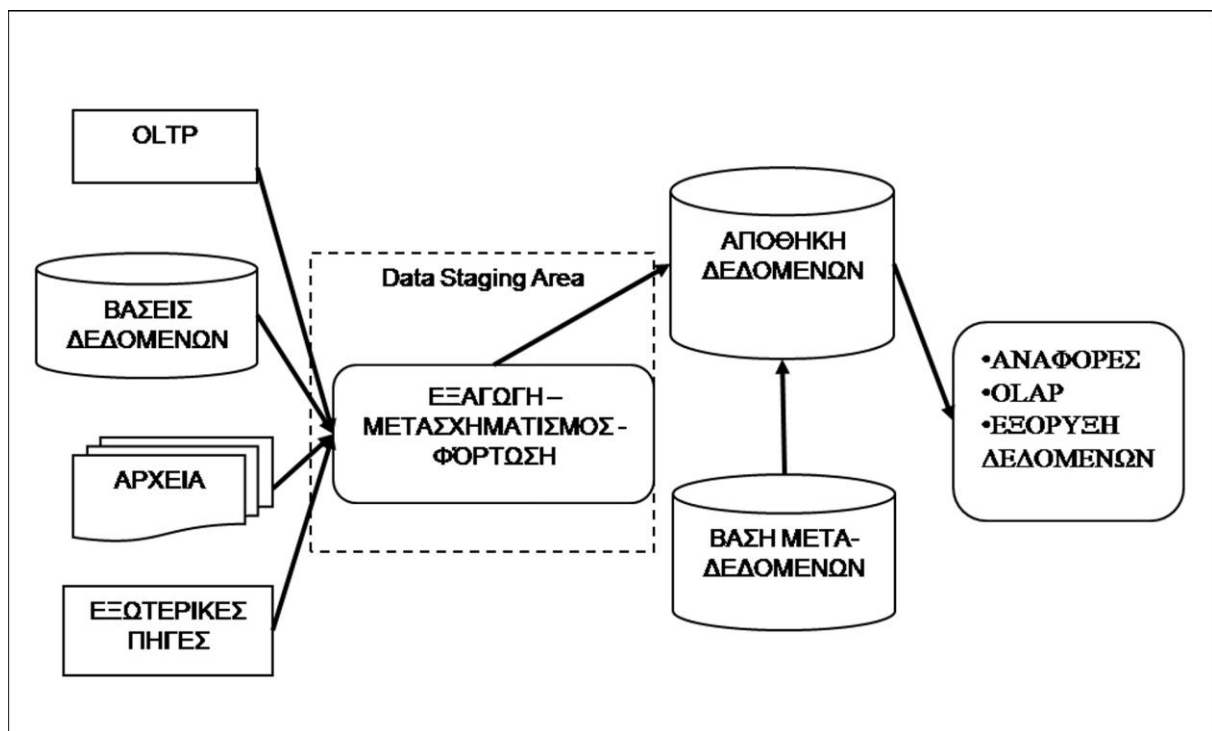 OLTP
ΒΑΣΕΙΣ
ΔΕΔΟΜΕΝΩΝ
ΑΡΧΕΙΑ
ΕΞΩΤΕΡΙΚΕΣ
ΠΗΓΕΣ
Data Staging Area
ΕΞΑΓΩΓΗ –
ΜΕΤΑΣΧΗΜΑΤΙΣΜΟΣ -
ΦΌΡΤΩΣΗ
ΑΠΟΘΗΚΗ
ΔΕΔΟΜΕΝΩΝ
ΒΑΣΗ ΜΕΤΑ-
ΔΕΔΟΜΕΝΩΝ
•ΑΝΑΦΟΡΕΣ
•OLAP
•ΕΞΟΡΥΞΗ
ΔΕΔΟΜΕΝΩΝ